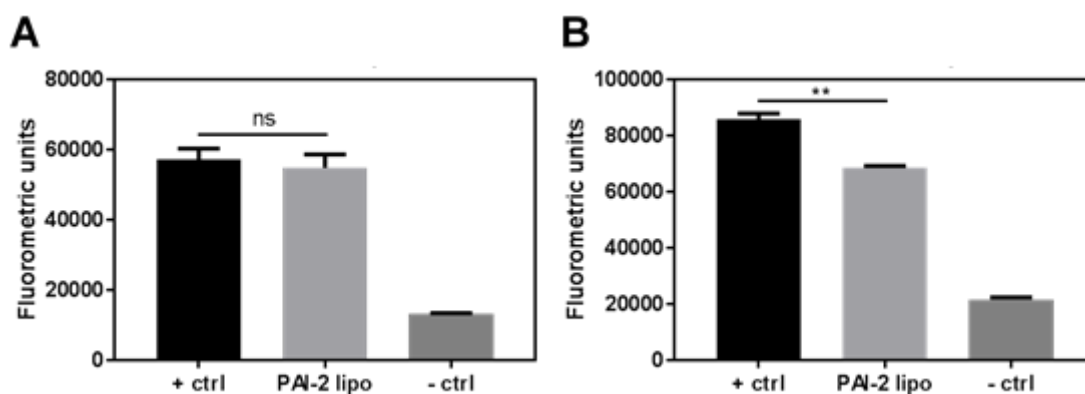 A
80000
60000
40000
20000
0
Fluorometric units
ns
+ ctrl
PAI-2 lipo
- ctrl
B
100000
80000
60000
40000
20000
0
Fluorometric units
**
+ ctrl
PAI-2 lipo
- ctrl